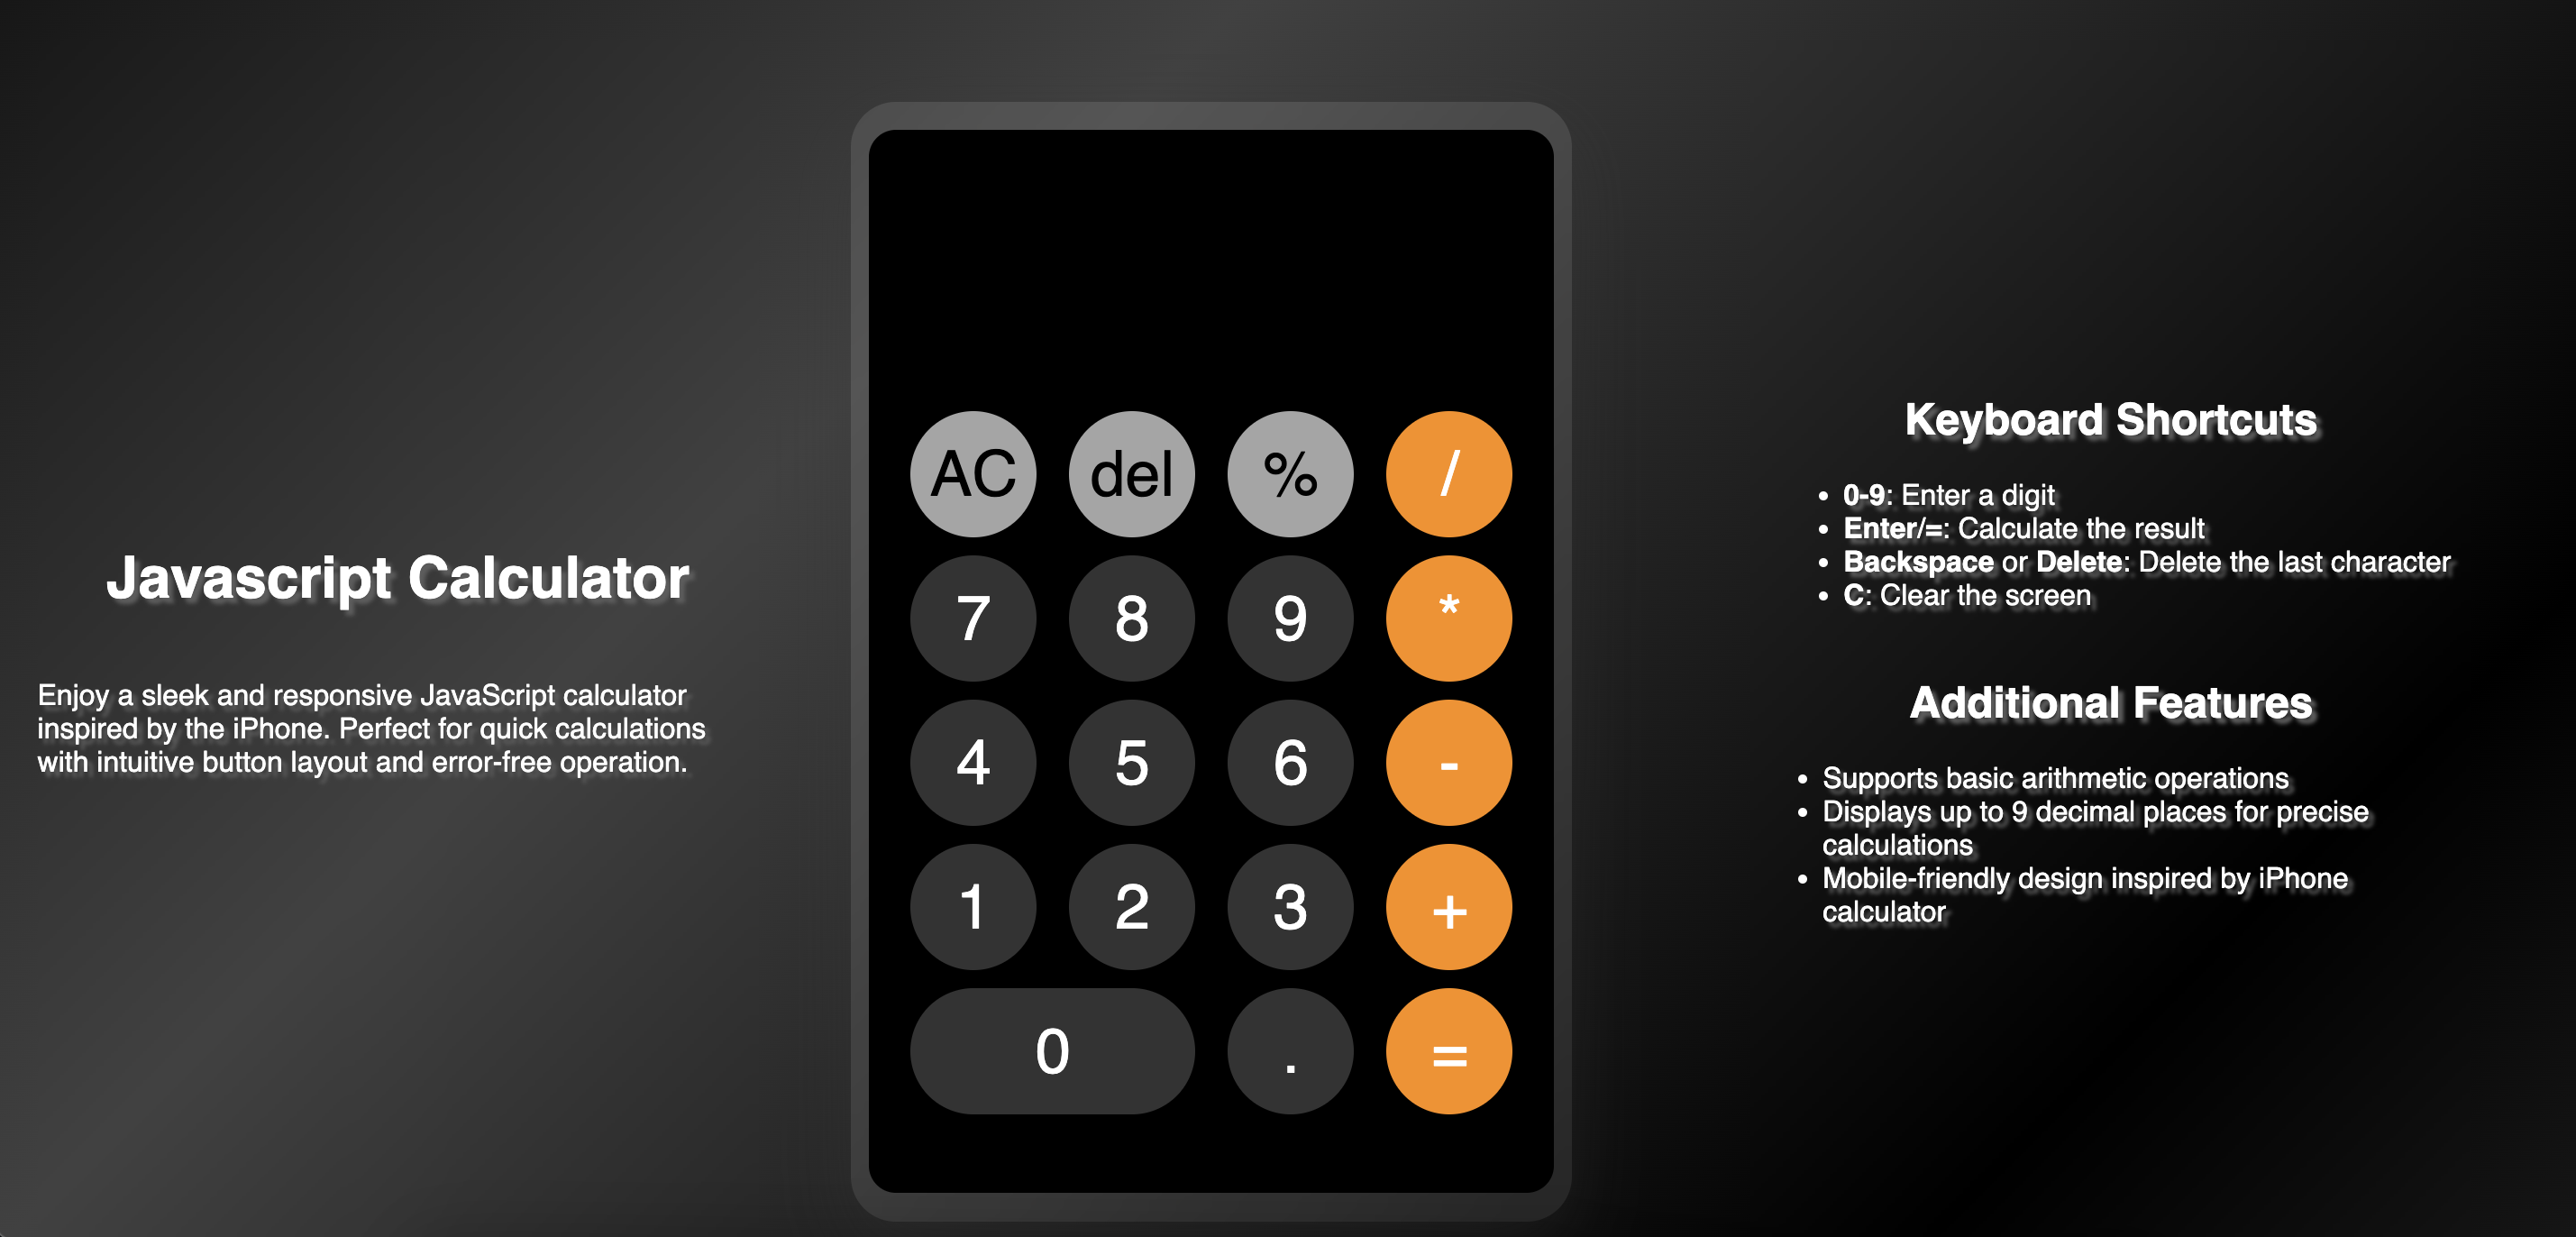 Javascript Calculator
Enjoy a sleek and responsive JavaScript calculator
inspired by the iPhone. Perfect for quick calculations
with intuitive button layout and error-free operation.
AC del % /
7 8 9 *
4 5 6 -
1 2 3 +
0 . =
Keyboard Shortcuts
• 0-9: Enter a digit
• Enter/=: Calculate the result
• Backspace or Delete: Delete the last character
• C: Clear the screen
Additional Features
• Supports basic arithmetic operations
• Displays up to 9 decimal places for precise
calculations
• Mobile-friendly design inspired by iPhone
calculator